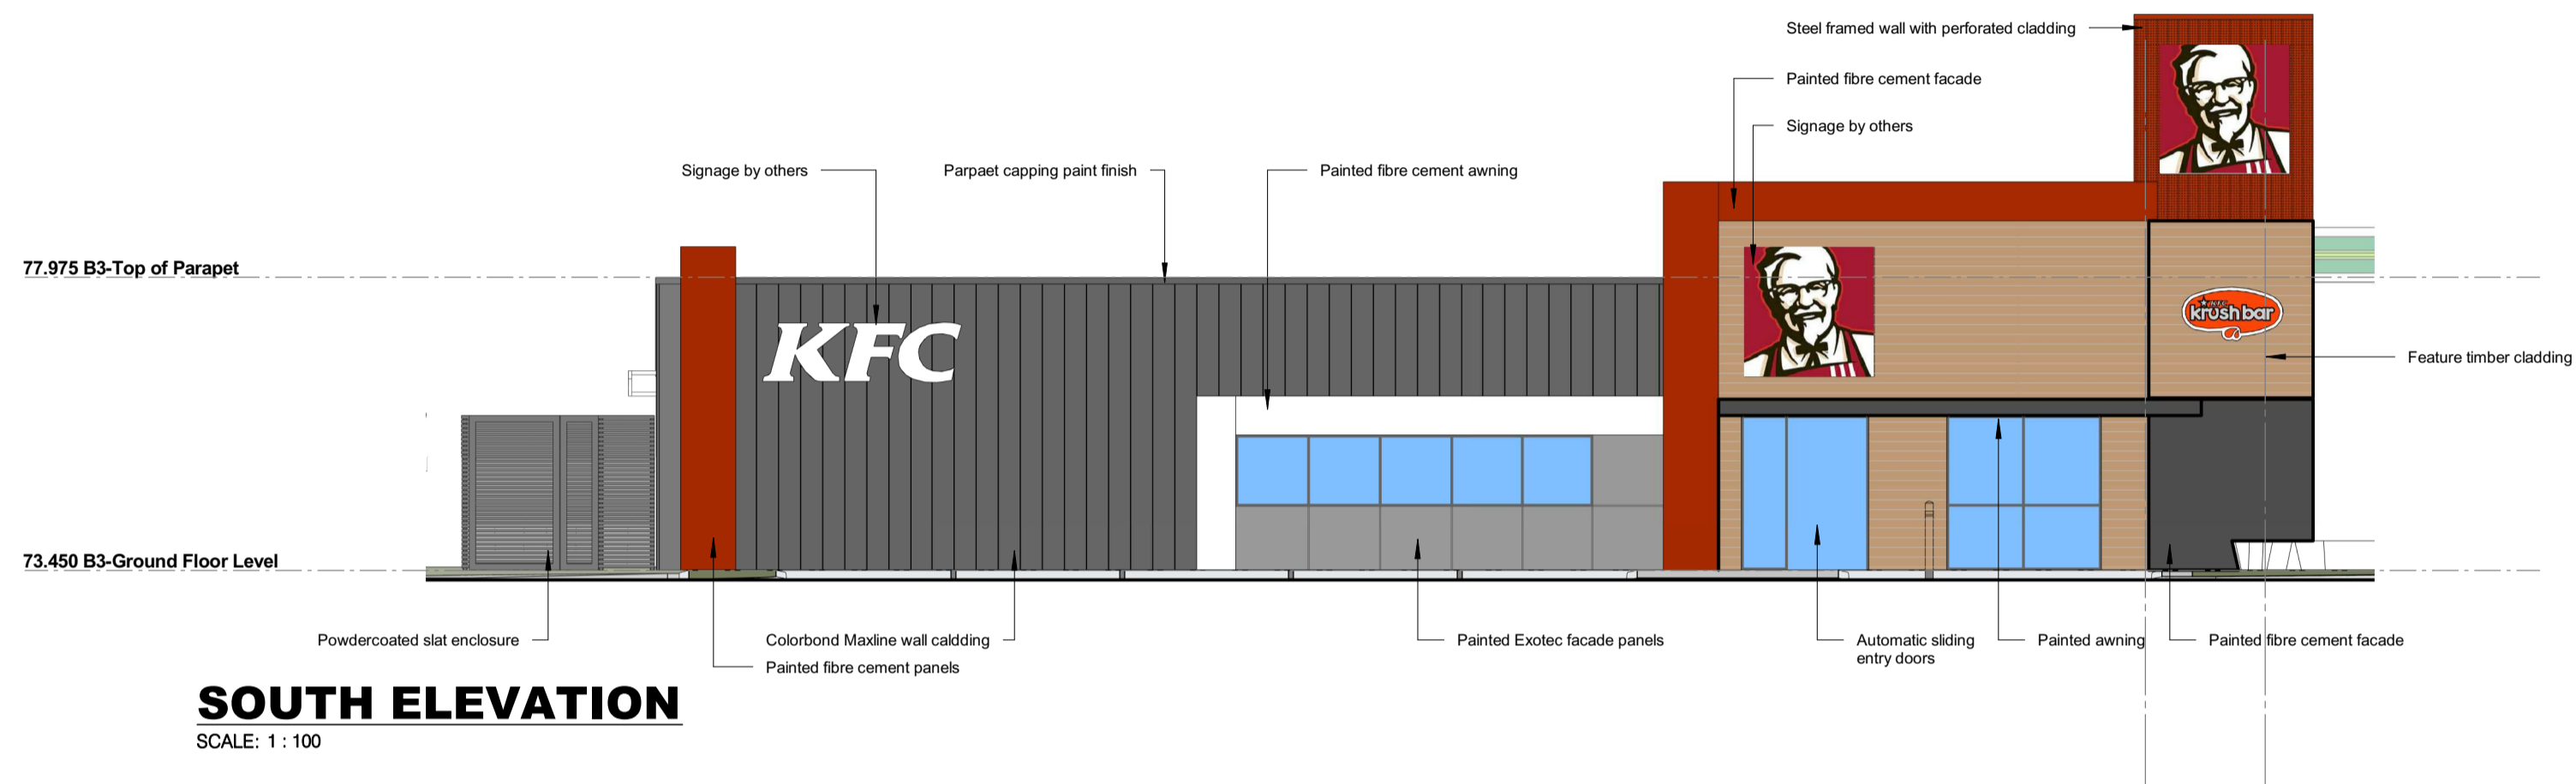 Steel framed wall with perforated cladding
Painted fibre cement facade
Signage by others
Signage by others
Parpaet capping paint finish
Painted fibre cement awning
77.975 B3-Top of Parapet
KFC
KFC
krush bar
Feature timber cladding
73.450 B3-Ground Floor Level
Powdercoated slat enclosure
Colorbond Maxline wall caldding
Painted fibre cement panels
Painted Exotec facade panels
Automatic sliding
entry doors
Painted awning
Painted fibre cement facade
SOUTH ELEVATION
SCALE: 1 : 100